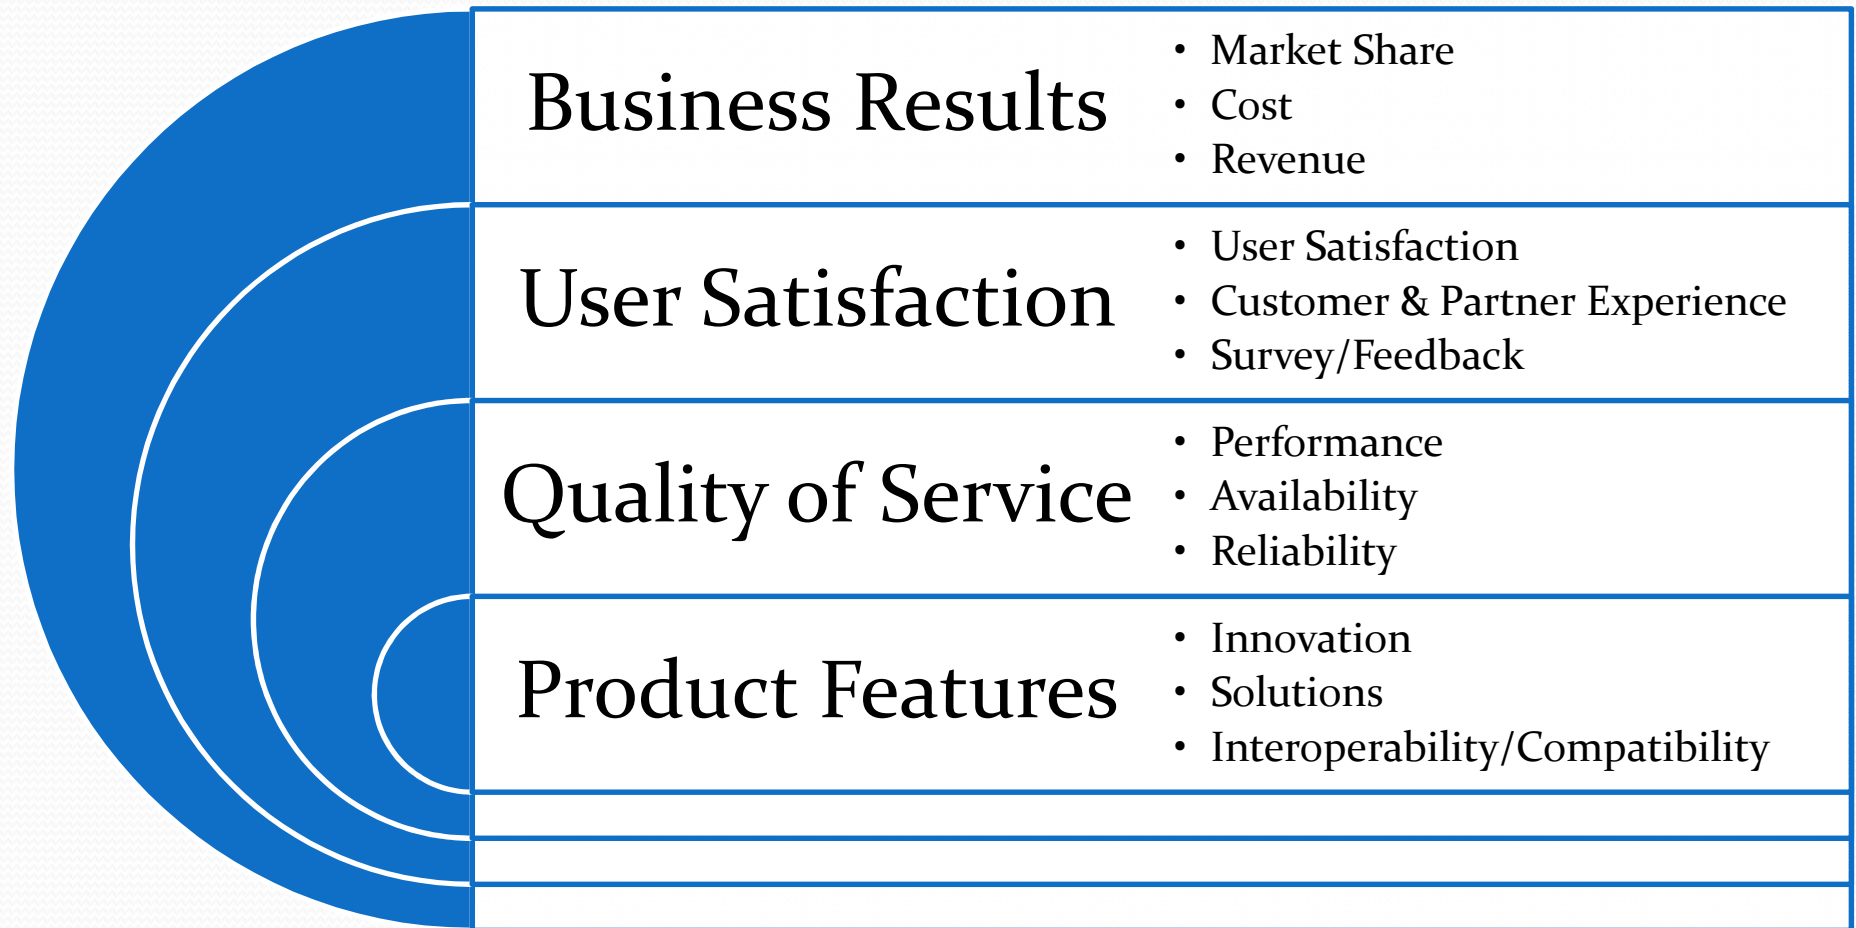 Business Results
• Market Share
• Cost
• Revenue
User Satisfaction
• User Satisfaction
• Customer & Partner Experience
• Survey/Feedback
Quality of Service
• Performance
• Availability
• Reliability
Product Features
• Innovation
• Solutions
• Interoperability/Compatibility